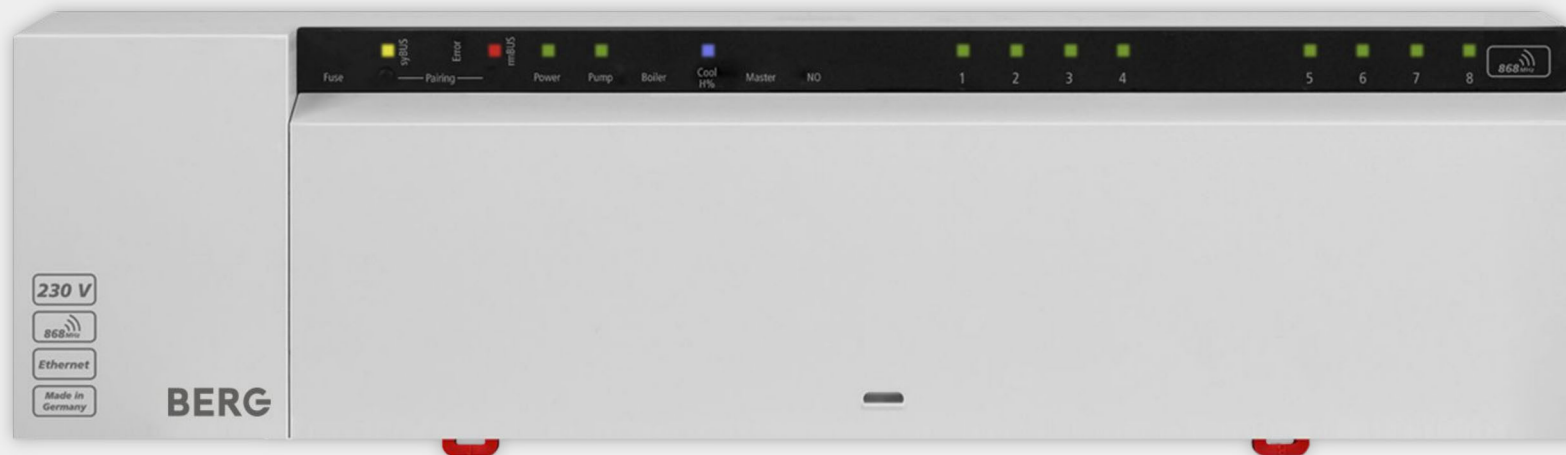 syBUS
Error
rmBUS
Fuse
Pairing
Power
Pump
Boiler
Cool
H%
Master
NO
1
2
3
4
5
6
7
8
868 MHz
230 V
868 MHz
Ethernet
Made in
Germany
BERG